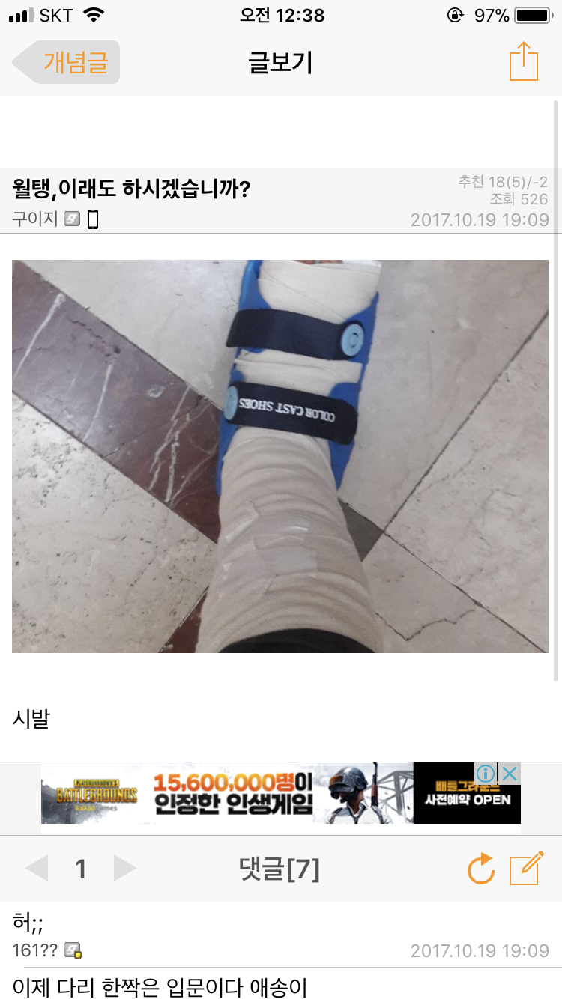 SKT 오전 12:38 97%
개념글 글보기
월탱,이래도 하시겠습니까?
추천 18(5)/-2
조회 526
구이지
2017.10.19 19:09
COLOR CAST SHOES
시발
PLAYERUNKNOWN'S
BATTLEGROUNDS
15,600,000명이
인정한 인생게임
배틀그라운드
사전예약 OPEN
1 댓글[7]
허;;
161??
2017.10.19 19:09
이제 다리 한짝은 입문이다 애송이